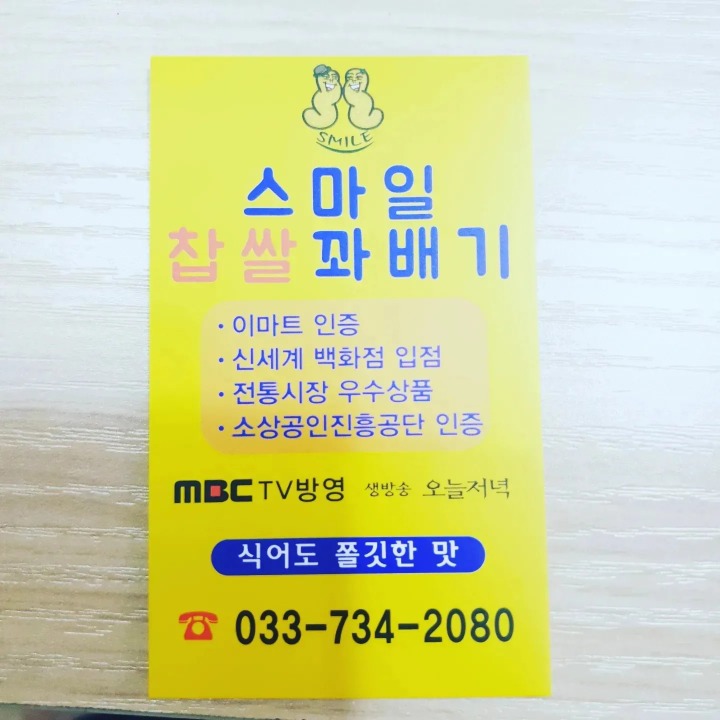 SMILE
스마일
찹쌀꽈배기
· 이마트 인증
· 신세계 백화점 입점
· 전통시장 우수상품
· 소상공인진흥공단 인증
MBC TV방영 생방송 오늘저녁
식어도 쫄깃한 맛
☎ 033-734-2080